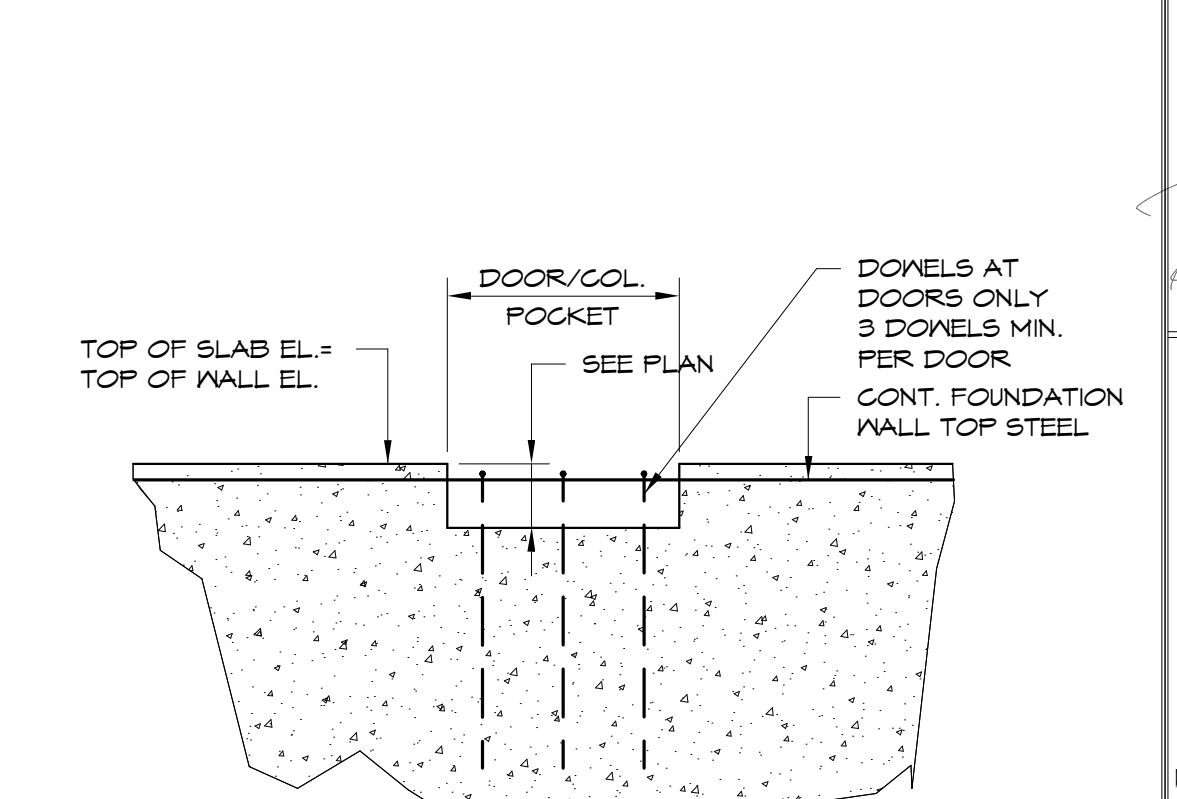 DOOR/COL.
POCKET
TOP OF SLAB EL.=
TOP OF WALL EL.
SEE PLAN
DOWELS AT
DOORS ONLY
3 DOWELS MIN.
PER DOOR
CONT. FOUNDATION
WALL TOP STEEL